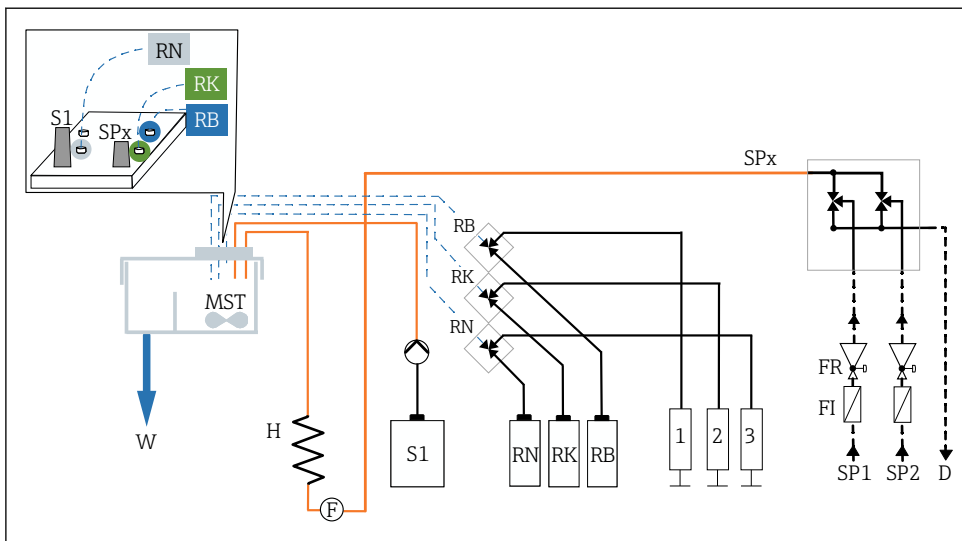 RN
RK
S1
SPx
RB
SPx
RB
RK
MST
RN
FR
FI
H
W
S1
RN
RK
RB
1
2
3
F
SP1
SP2
D